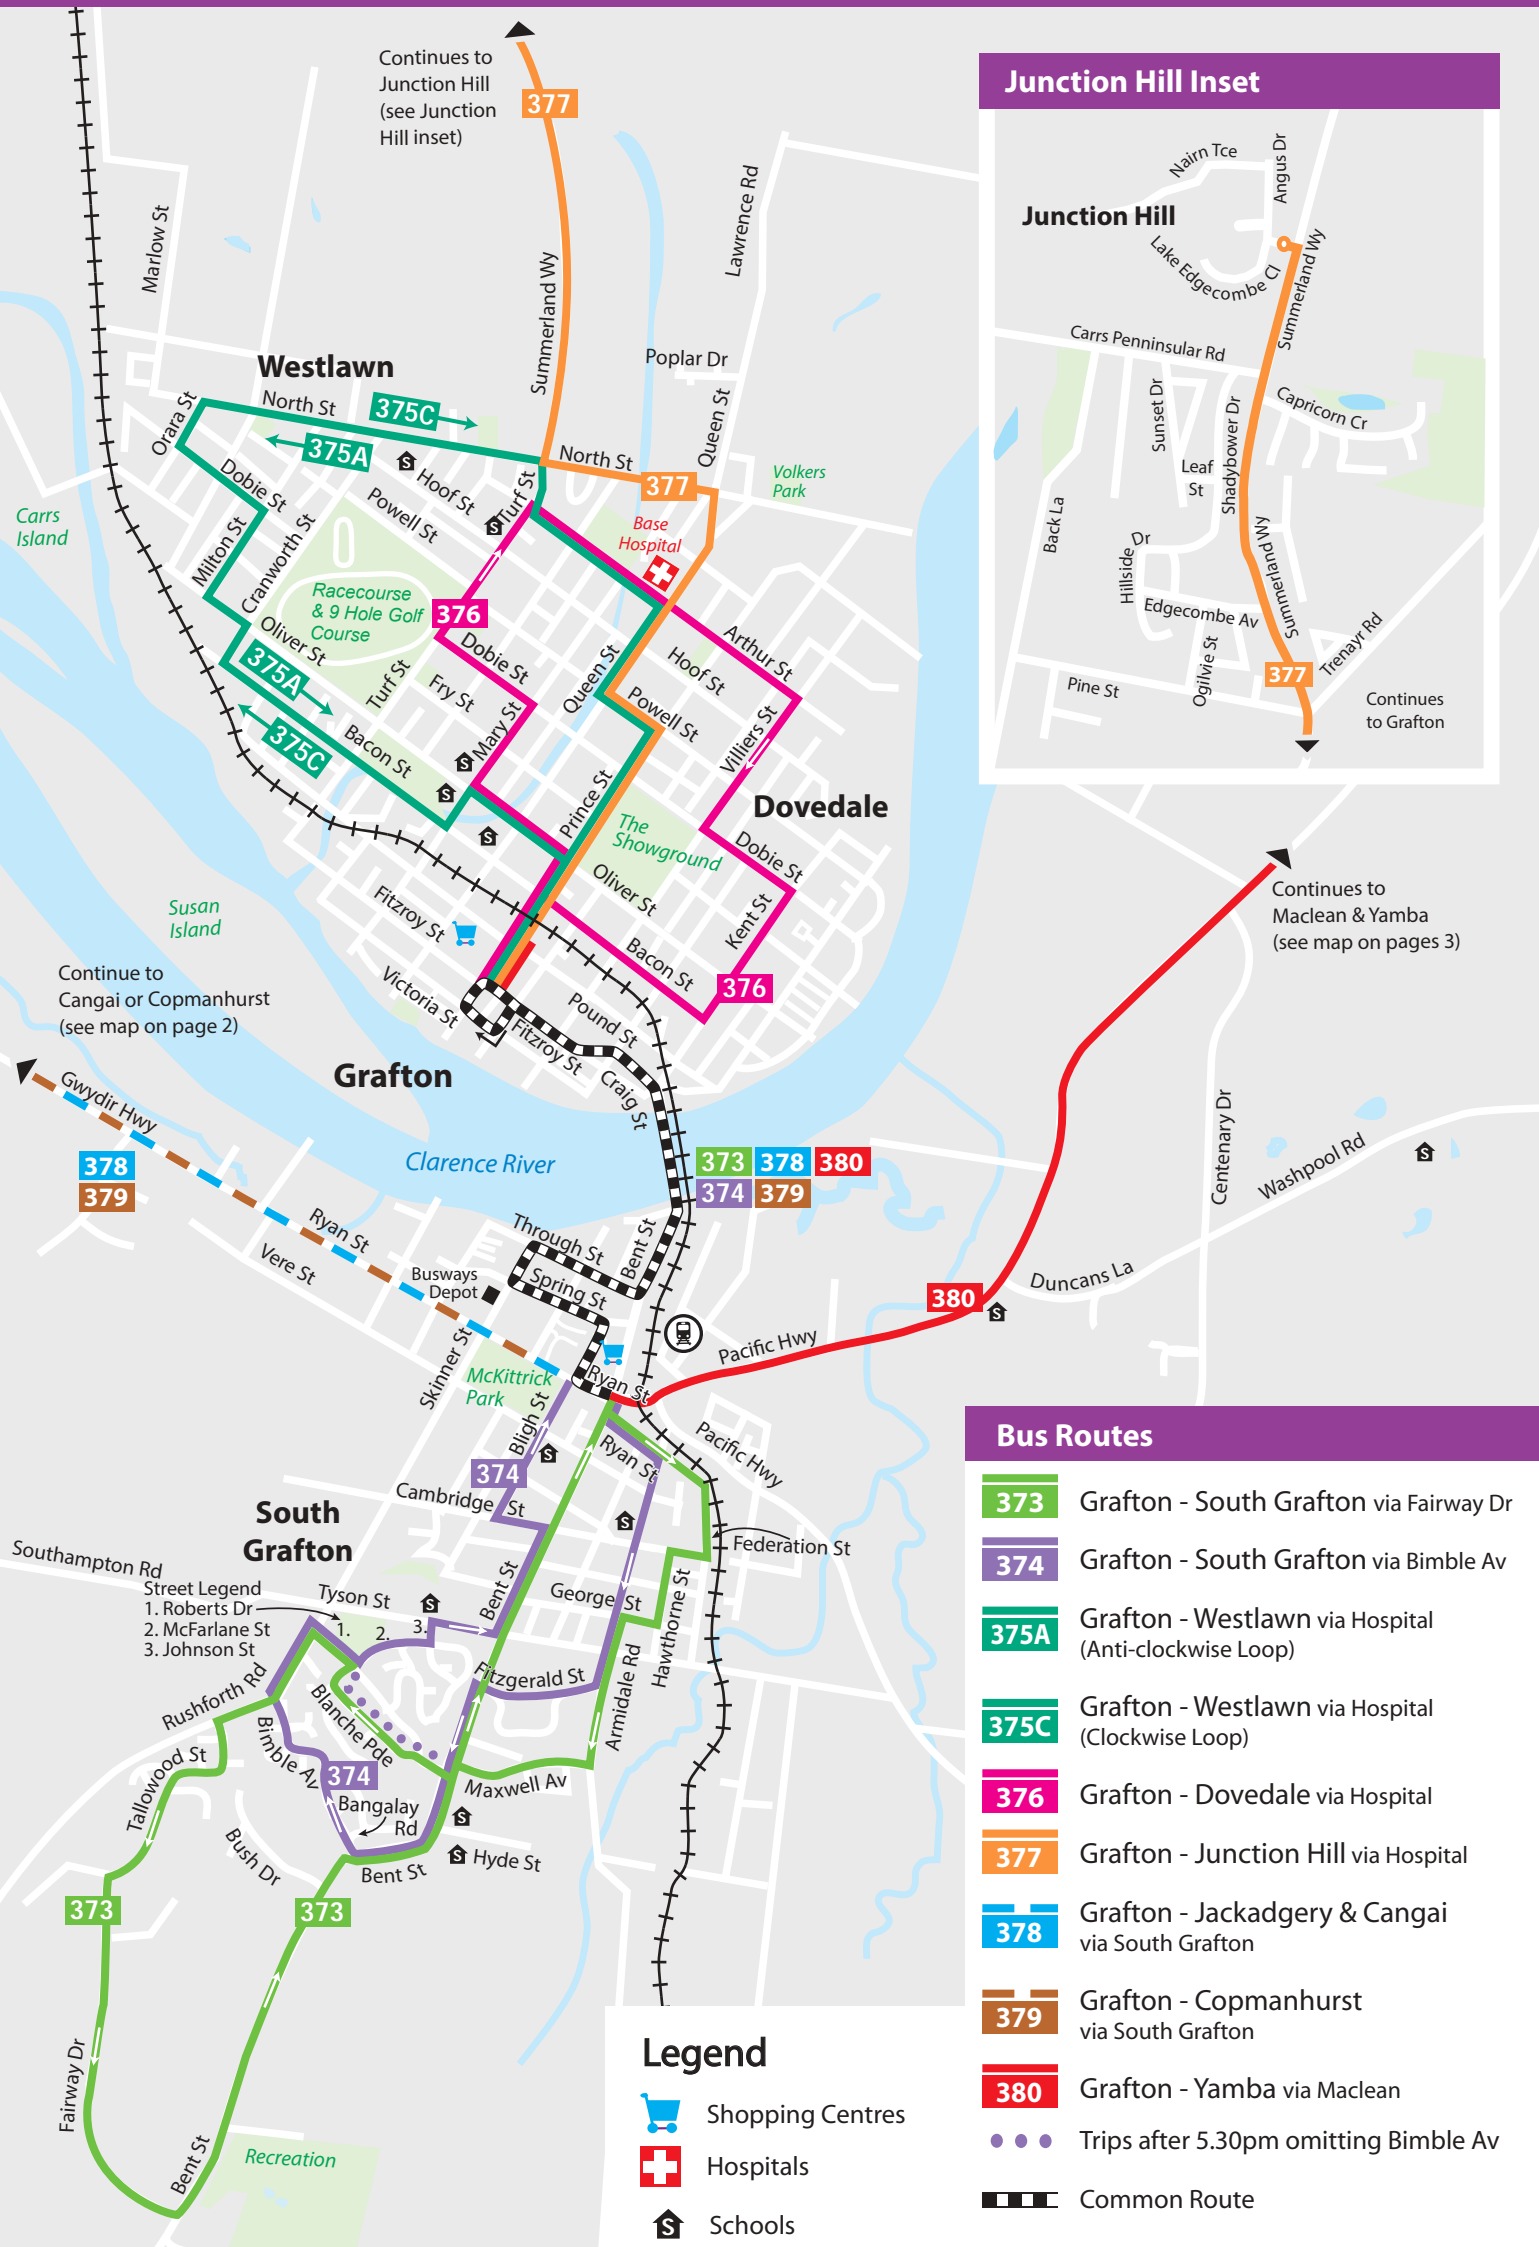 Continues to
Junction Hill
(see Junction
Hill inset)
377
Marlow St
Summerland Wy
Lawrence Rd
Poplar Dr
Queen St
Westlawn
North St
375C
375A
Orara St
Dobie St
Hoof St
Powell St
Turf St
North St
377
Volkers
Park
Base
Hospital
Carrs
Island
Milton St
Cranworth St
Racecourse
& 9 Hole Golf
Course
376
Oliver St
375A
375C
Turf St
Dobie St
Fry St
Mary St
Bacon St
Queen St
Hoof St
Arthur St
Powell St
Villiers St
Dovedale
Prince St
The
Showground
Dobie St
Oliver St
Kent St
Bacon St
376
Fitzroy St
Susan
Island
Victoria St
Pound St
Fitzroy St
Craig St
Grafton
Continue to
Cangai or Copmanhurst
(see map on page 2)
Gwydir Hwy
378
379
Clarence River
373 378 380
374 379
Ryan St
Vere St
Through St
Bent St
Spring St
Busways
Depot
Skinner St
McKittrick
Park
Ryan St
Bligh St
374
Pacific Hwy
380
Duncans La
Centenary Dr
Washpool Rd
Continues to
Maclean & Yamba
(see map on pages 3)
Ryan St
Pacific Hwy
Cambridge St
South
Grafton
Southampton Rd
Street Legend
1. Roberts Dr
2. McFarlane St
3. Johnson St
Tyson St
1.
2.
3.
Bent St
George St
Federation St
Hawthorne St
Armidale Rd
Fitzgerald St
Rushforth Rd
Blanche Pde
Bimble Av
374
Maxwell Av
Tallowood St
Bangalay
Rd
Bush Dr
Bent St
Hyde St
373
373
Fairway Dr
Bent St
Recreation
Junction Hill Inset
Nairn Tce
Angus Dr
Junction Hill
Lake Edgecombe Cl
Summerland Wy
Carrs Penninsular Rd
Sunset Dr
Shadybower Dr
Capricorn Cr
Leaf
St
Back La
Hillside Dr
Summerland Wy
Edgecombe Av
Ogilvie St
Trenayr Rd
377
Pine St
Continues
to Grafton
Legend
Shopping Centres
Hospitals
S Schools
Bus Routes
373 Grafton - South Grafton via Fairway Dr
374 Grafton - South Grafton via Bimble Av
375A Grafton - Westlawn via Hospital
(Anti-clockwise Loop)
375C Grafton - Westlawn via Hospital
(Clockwise Loop)
376 Grafton - Dovedale via Hospital
377 Grafton - Junction Hill via Hospital
378 Grafton - Jackadgery & Cangai
via South Grafton
379 Grafton - Copmanhurst
via South Grafton
380 Grafton - Yamba via Maclean
Trips after 5.30pm omitting Bimble Av
Common Route